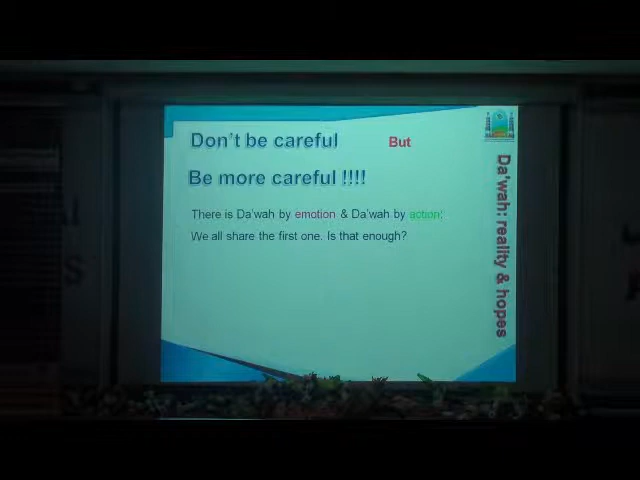 Don't be careful But
Be more careful !!!!
There is Da'wah by emotion & Da'wah by action;
We all share the first one. Is that enough?
Da'wah: reality & hopes